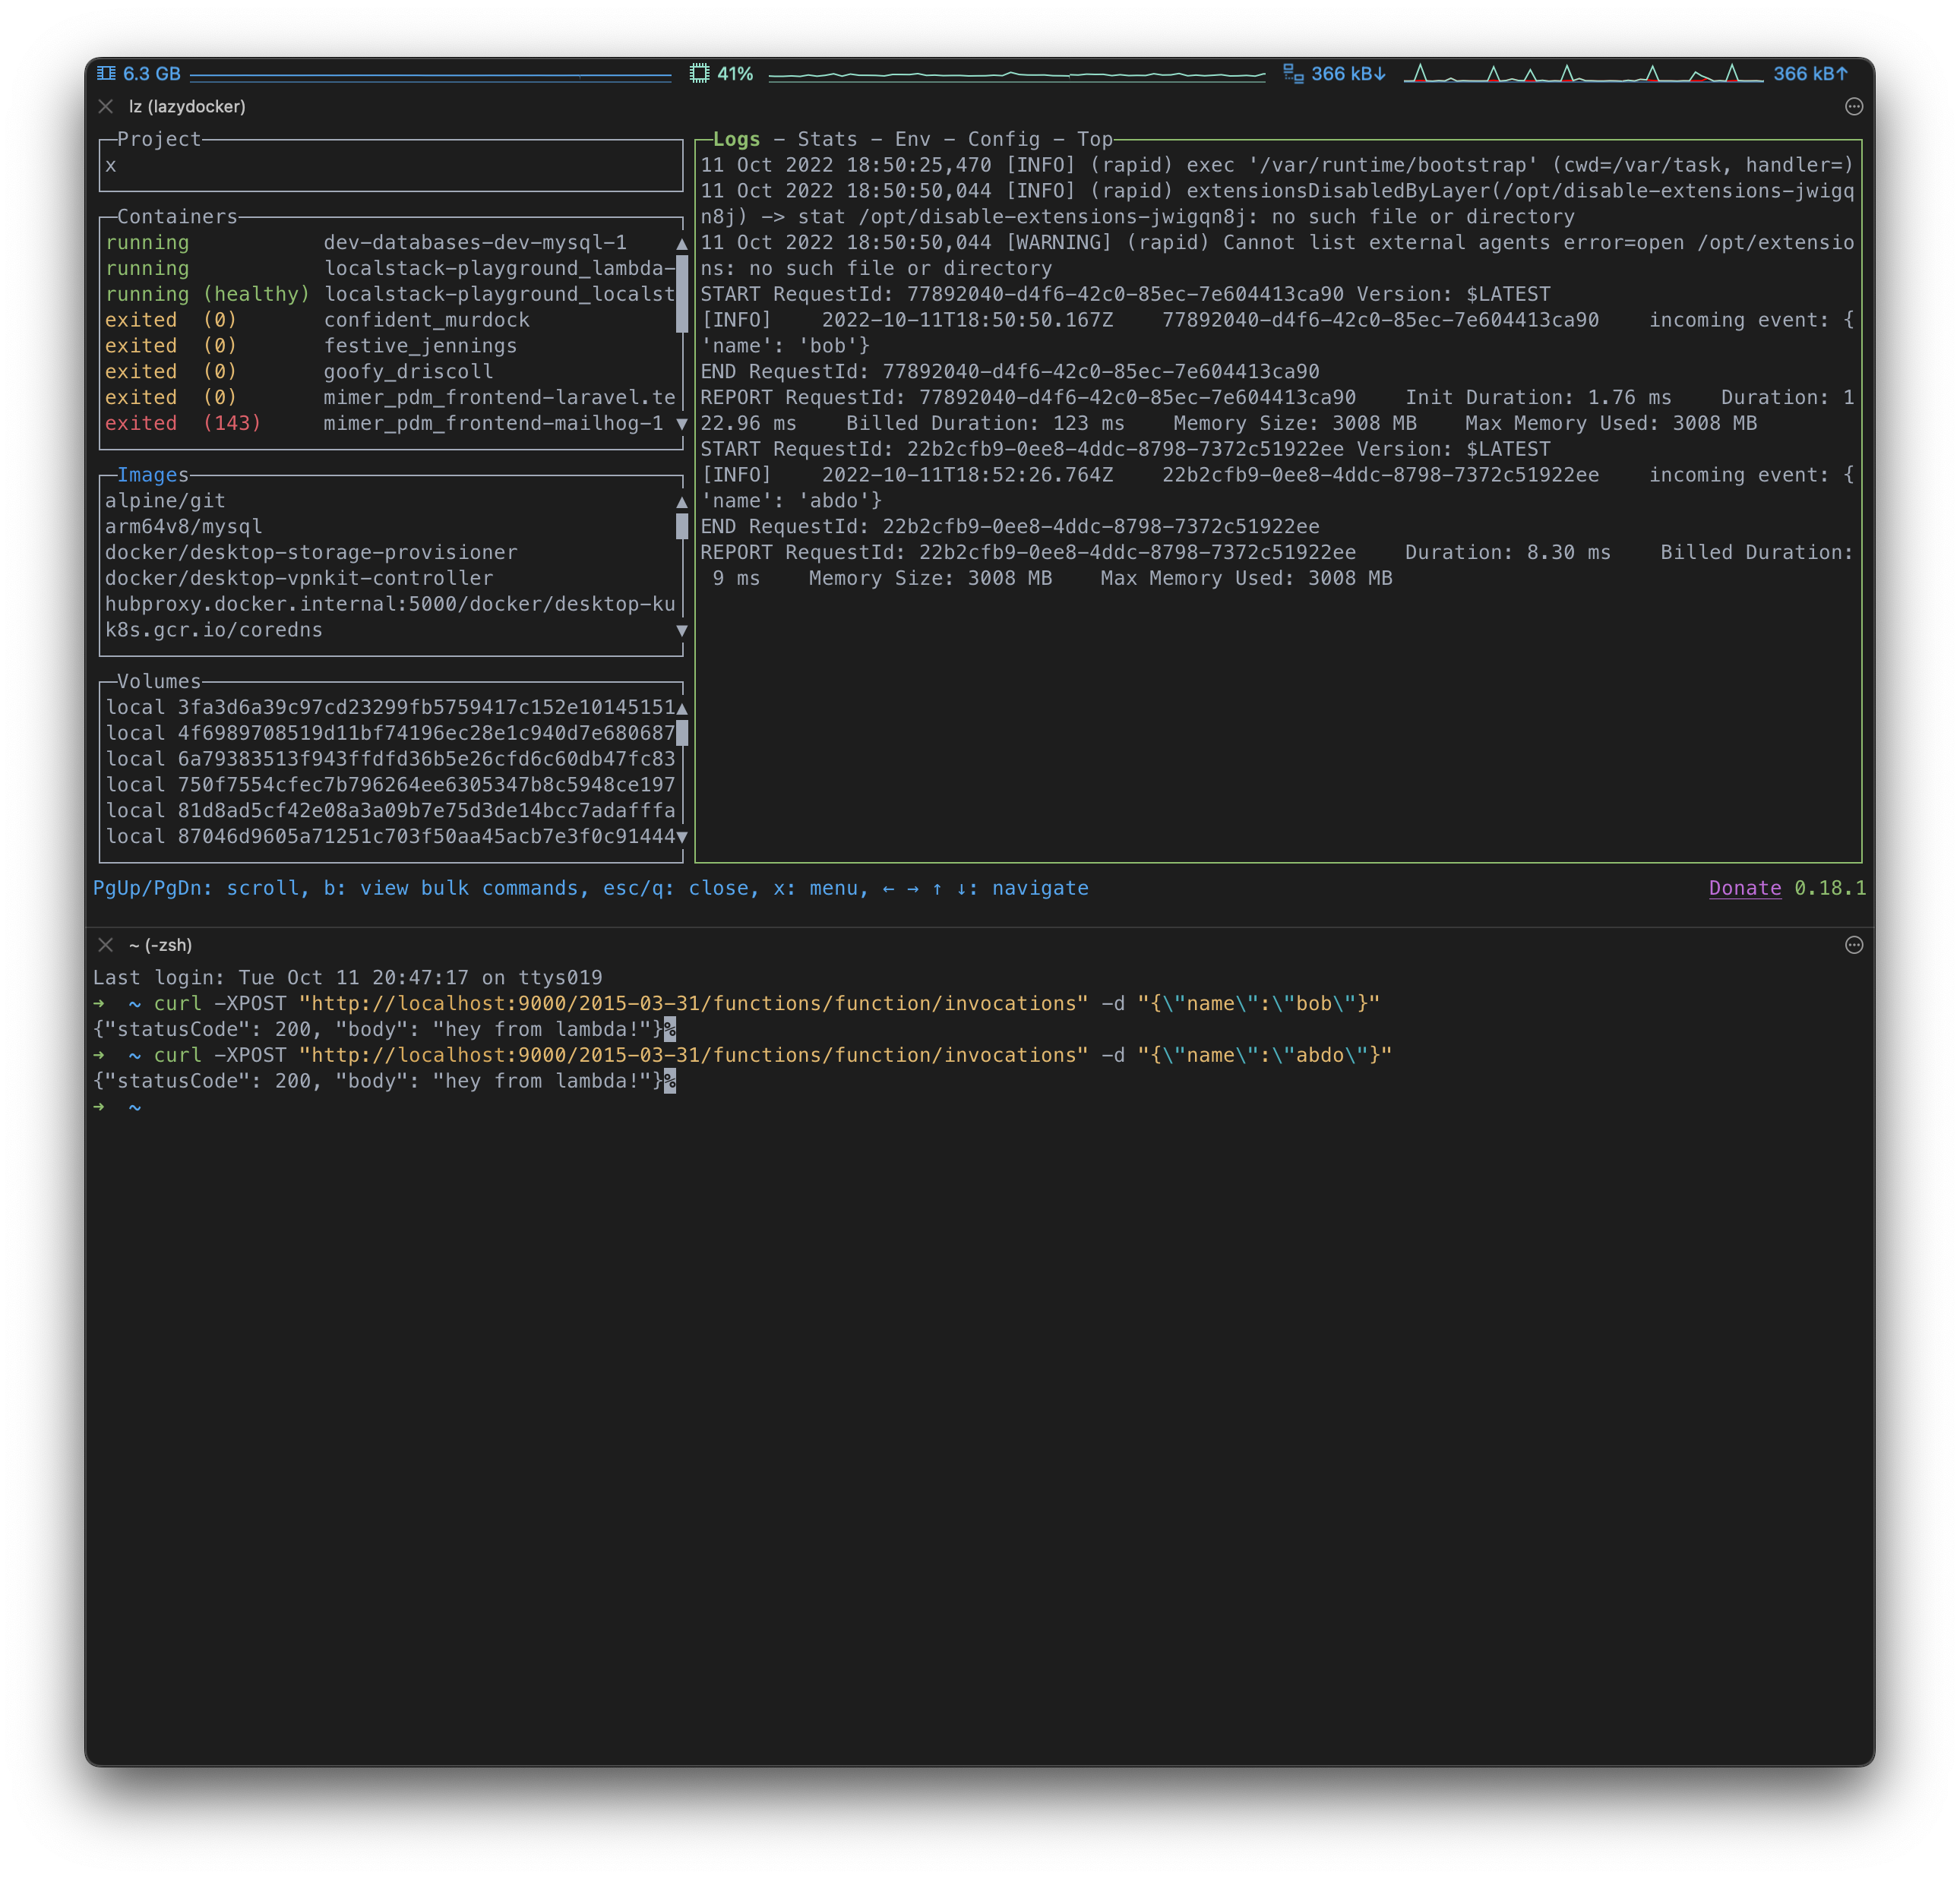 6.3 GB 41% 366 kB↓ 366 kB↑
lz (lazydocker)
Project
x
Containers
running dev-databases-dev-mysql-1
running localstack-playground_lambda-
running (healthy) localstack-playground_localst
exited (0) confident_murdock
exited (0) festive_jennings
exited (0) goofy_driscoll
exited (0) mimer_pdm_frontend-laravel.te
exited (143) mimer_pdm_frontend-mailhog-1
Images
alpine/git
arm64v8/mysql
docker/desktop-storage-provisioner
docker/desktop-vpnkit-controller
hubproxy.docker.internal:5000/docker/desktop-ku
k8s.gcr.io/coredns
Volumes
local 3fa3d6a39c97cd23299fb5759417c152e10145151
local 4f6989708519d11bf74196ec28e1c940d7e680687
local 6a79383513f943ffdfd36b5e26cfd6c60db47fc83
local 750f7554cfec7b796264ee6305347b8c5948ce197
local 81d8ad5cf42e08a3a09b7e75d3de14bcc7adafffa
local 87046d9605a71251c703f50aa45acb7e3f0c91444
Logs - Stats - Env - Config - Top
11 Oct 2022 18:50:25,470 [INFO] (rapid) exec '/var/runtime/bootstrap' (cwd=/var/task, handler=)
11 Oct 2022 18:50:50,044 [INFO] (rapid) extensionsDisabledByLayer(/opt/disable-extensions-jwigq
n8j) -> stat /opt/disable-extensions-jwigqn8j: no such file or directory
11 Oct 2022 18:50:50,044 [WARNING] (rapid) Cannot list external agents error=open /opt/extensio
ns: no such file or directory
START RequestId: 77892040-d4f6-42c0-85ec-7e604413ca90 Version: $LATEST
[INFO] 2022-10-11T18:50:50.167Z 77892040-d4f6-42c0-85ec-7e604413ca90 incoming event: {
'name': 'bob'}
END RequestId: 77892040-d4f6-42c0-85ec-7e604413ca90
REPORT RequestId: 77892040-d4f6-42c0-85ec-7e604413ca90 Init Duration: 1.76 ms Duration: 1
22.96 ms Billed Duration: 123 ms Memory Size: 3008 MB Max Memory Used: 3008 MB
START RequestId: 22b2cfb9-0ee8-4ddc-8798-7372c51922ee Version: $LATEST
[INFO] 2022-10-11T18:52:26.764Z 22b2cfb9-0ee8-4ddc-8798-7372c51922ee incoming event: {
'name': 'abdo'}
END RequestId: 22b2cfb9-0ee8-4ddc-8798-7372c51922ee
REPORT RequestId: 22b2cfb9-0ee8-4ddc-8798-7372c51922ee Duration: 8.30 ms Billed Duration:
9 ms Memory Size: 3008 MB Max Memory Used: 3008 MB
PgUp/PgDn: scroll, b: view bulk commands, esc/q: close, x: menu, ← → ↑ ↓: navigate
Donate 0.18.1
~ (-zsh)
Last login: Tue Oct 11 20:47:17 on ttys019
→ ~ curl -XPOST "http://localhost:9000/2015-03-31/functions/function/invocations" -d "{\"name\":\"bob\"}"
{"statusCode": 200, "body": "hey from lambda!"}%
→ ~ curl -XPOST "http://localhost:9000/2015-03-31/functions/function/invocations" -d "{\"name\":\"abdo\"}"
{"statusCode": 200, "body": "hey from lambda!"}%
→ ~